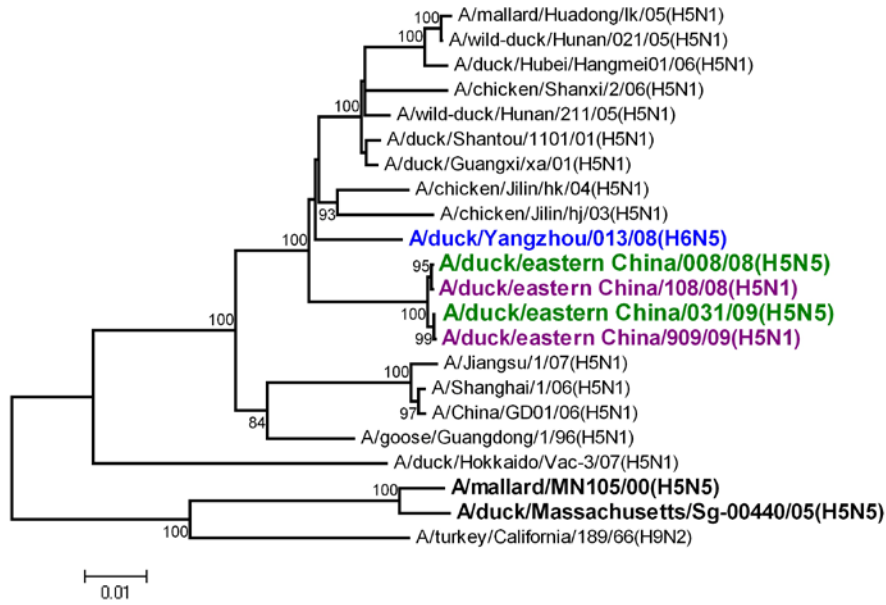 A/mallard/Huadong/lk/05(H5N1)
100
A/wild-duck/Hunan/021/05(H5N1)
100
A/duck/Hubei/Hangmei01/06(H5N1)
A/chicken/Shanxi/2/06(H5N1)
100
A/wild-duck/Hunan/211/05(H5N1)
A/duck/Shantou/1101/01(H5N1)
A/duck/Guangxi/xa/01(H5N1)
A/chicken/Jilin/hk/04(H5N1)
93
A/chicken/Jilin/hj/03(H5N1)
100
A/duck/Yangzhou/013/08(H6N5)
95
A/duck/eastern China/008/08(H5N5)
A/duck/eastern China/108/08(H5N1)
100
A/duck/eastern China/031/09(H5N5)
100
99
A/duck/eastern China/909/09(H5N1)
A/Jiangsu/1/07(H5N1)
100
A/Shanghai/1/06(H5N1)
97
A/China/GD01/06(H5N1)
84
A/goose/Guangdong/1/96(H5N1)
A/duck/Hokkaido/Vac-3/07(H5N1)
100
A/mallard/MN105/00(H5N5)
A/duck/Massachusetts/Sg-00440/05(H5N5)
100
A/turkey/California/189/66(H9N2)
0.01